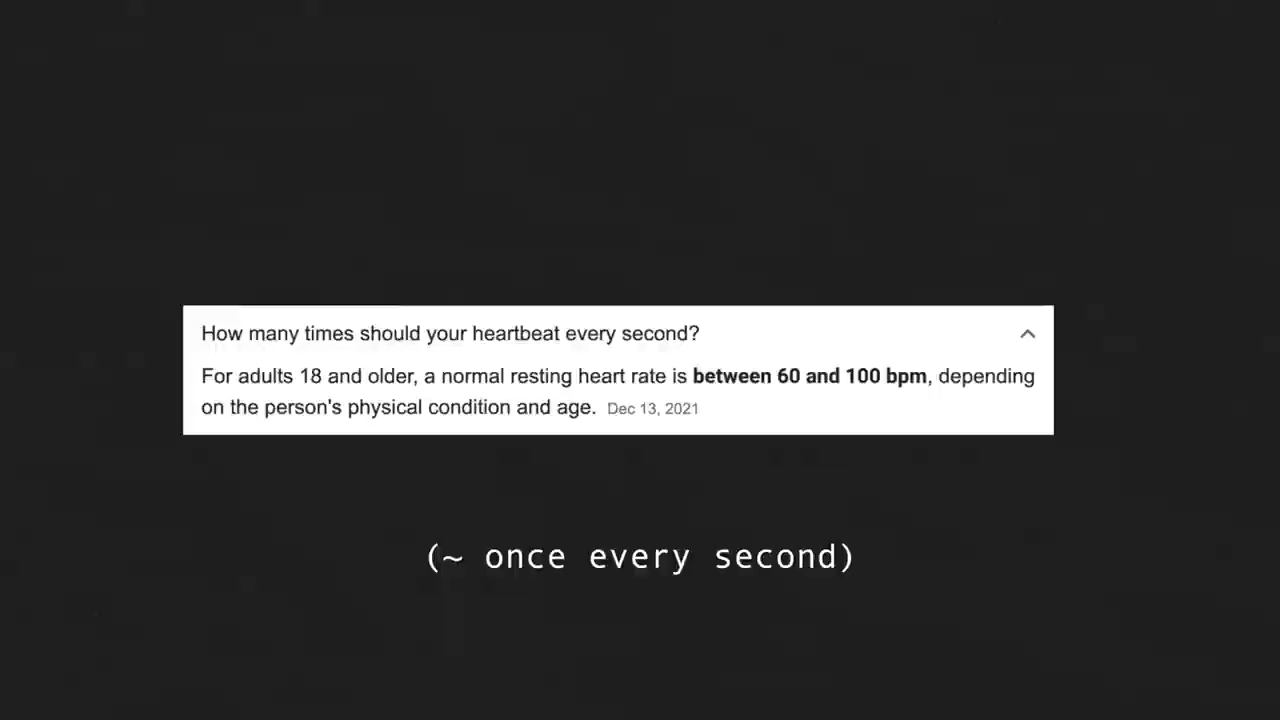 How many times should your heartbeat every second?
For adults 18 and older, a normal resting heart rate is between 60 and 100 bpm, depending
on the person's physical condition and age. Dec 13, 2021
(~ once every second)